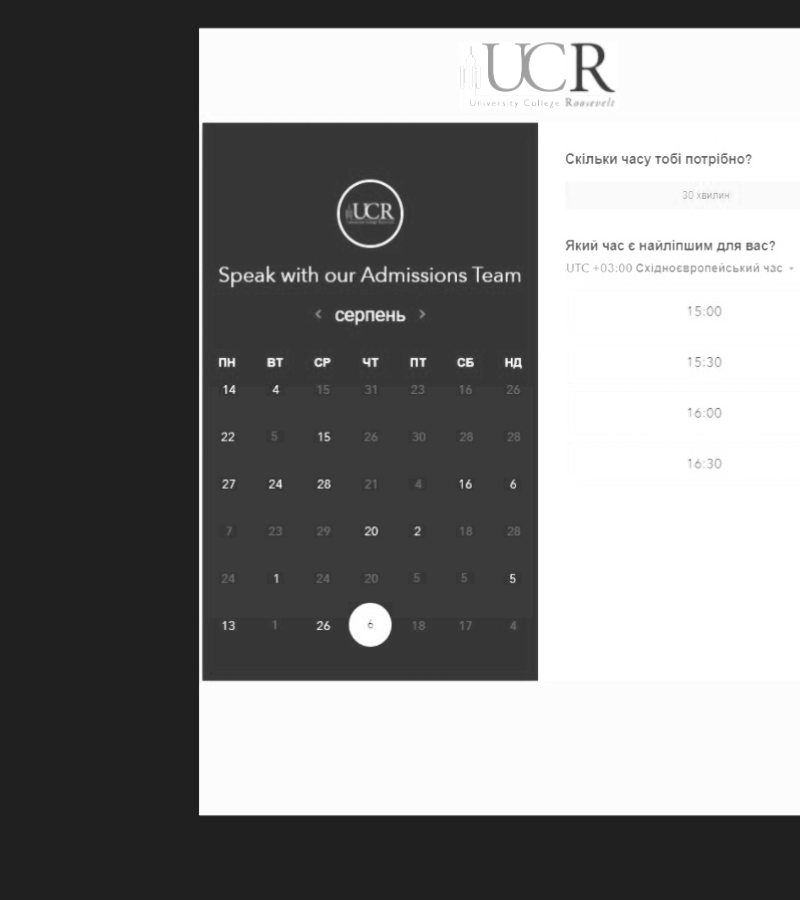 UCR
University College Roosevelt
UCR
Speak with our Admissions Team
< серпень >
ПН ВТ СР ЧТ ПТ СБ НД
14 4 15 31 23 16 26
22 5 15 26 30 28 28
27 24 28 21 4 16 6
7 23 29 20 2 18 28
24 1 24 20 5 5 5
13 1 26 6 18 17 4
Скільки часу тобі потрібно?
30 хвилин
Який час є найліпшим для вас?
UTC +03:00 Східноєвропейський час
15:00
15:30
16:00
16:30